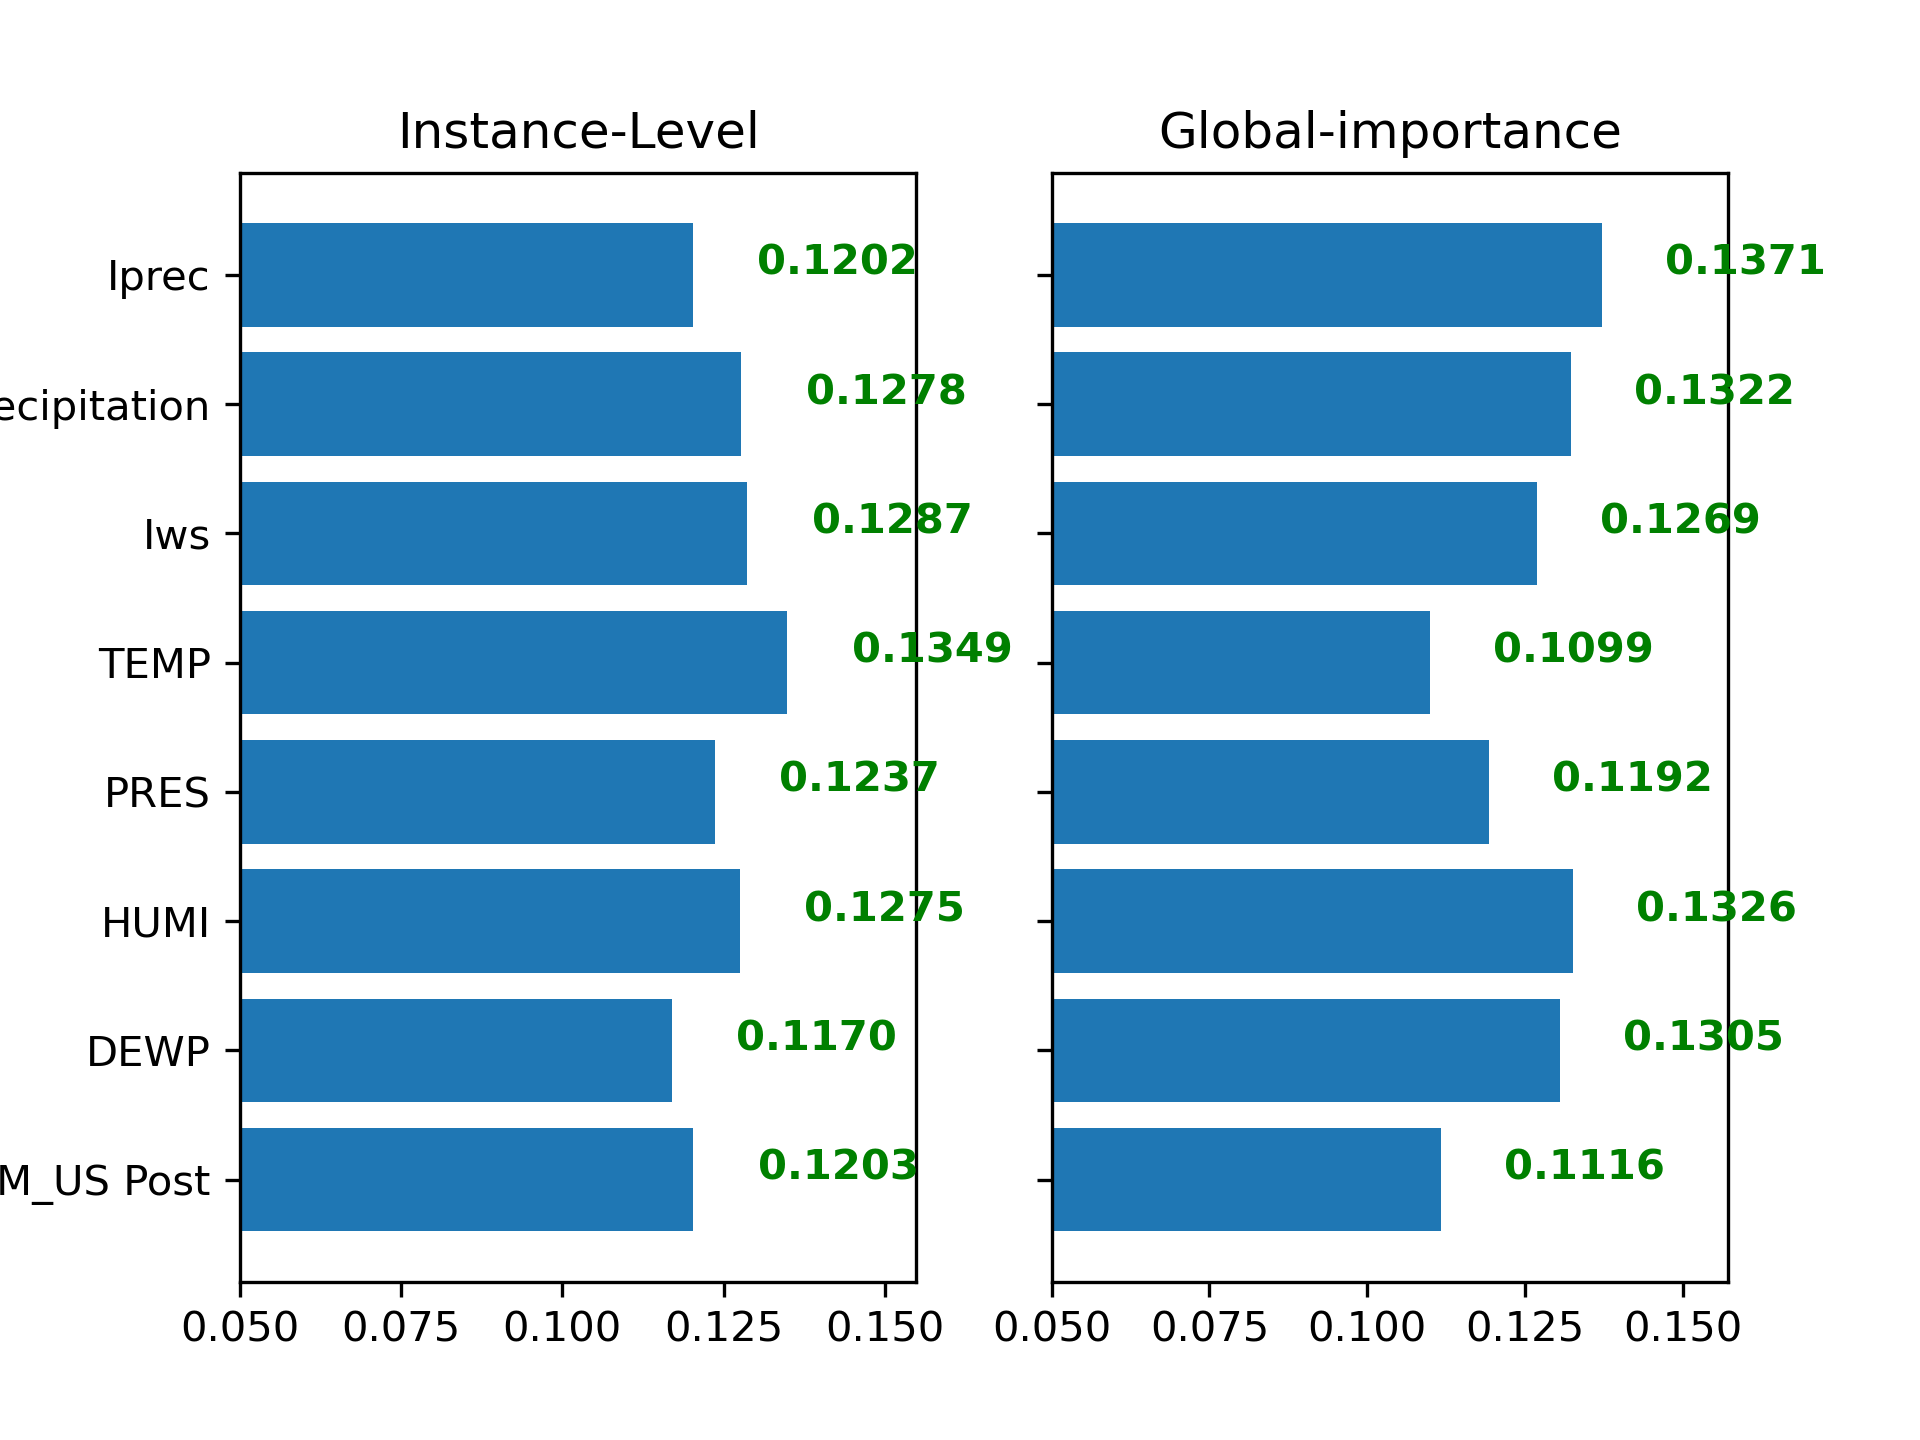 Instance-Level Global-importance
Iprec 0.1202 0.1371
ecipitation 0.1278 0.1322
Iws 0.1287 0.1269
TEMP 0.1349 0.1099
PRES 0.1237 0.1192
HUMI 0.1275 0.1326
DEWP 0.1170 0.1305
M_US Post 0.1203 0.1116
0.050 0.075 0.100 0.125 0.150 0.050 0.075 0.100 0.125 0.150